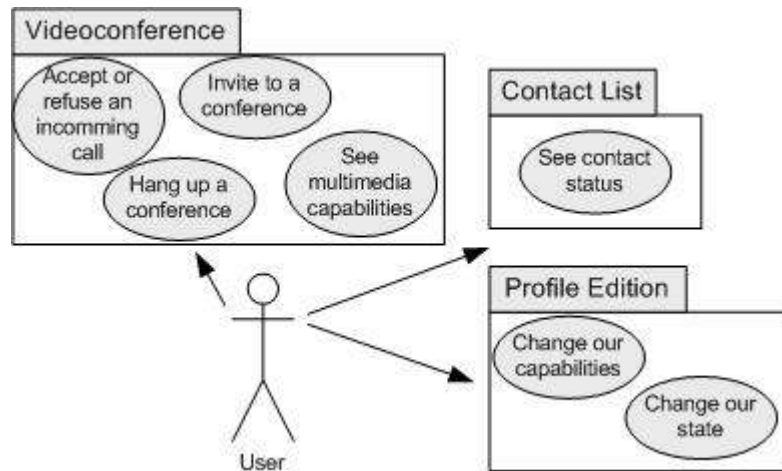 Videoconference
Accept or
refuse an
incomming
call
Invite to a
conference
Hang up a
conference
See
multimedia
capabilities
Contact List
See contact
status
Profile Edition
Change our
capabilities
Change our
state
User